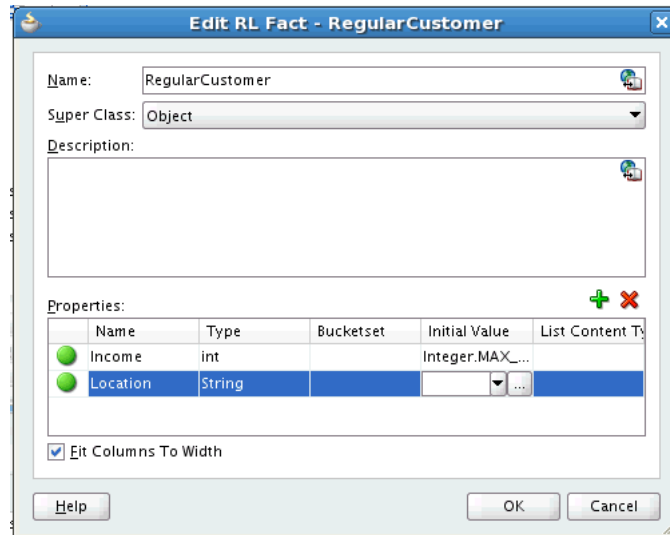 Edit RL Fact - RegularCustomer
Name: RegularCustomer
Super Class: Object
Description:
Properties:
Name Type Bucketset Initial Value List Content Ty
Income int Integer.MAX_...
Location String ...
Fit Columns To Width
Help OK Cancel